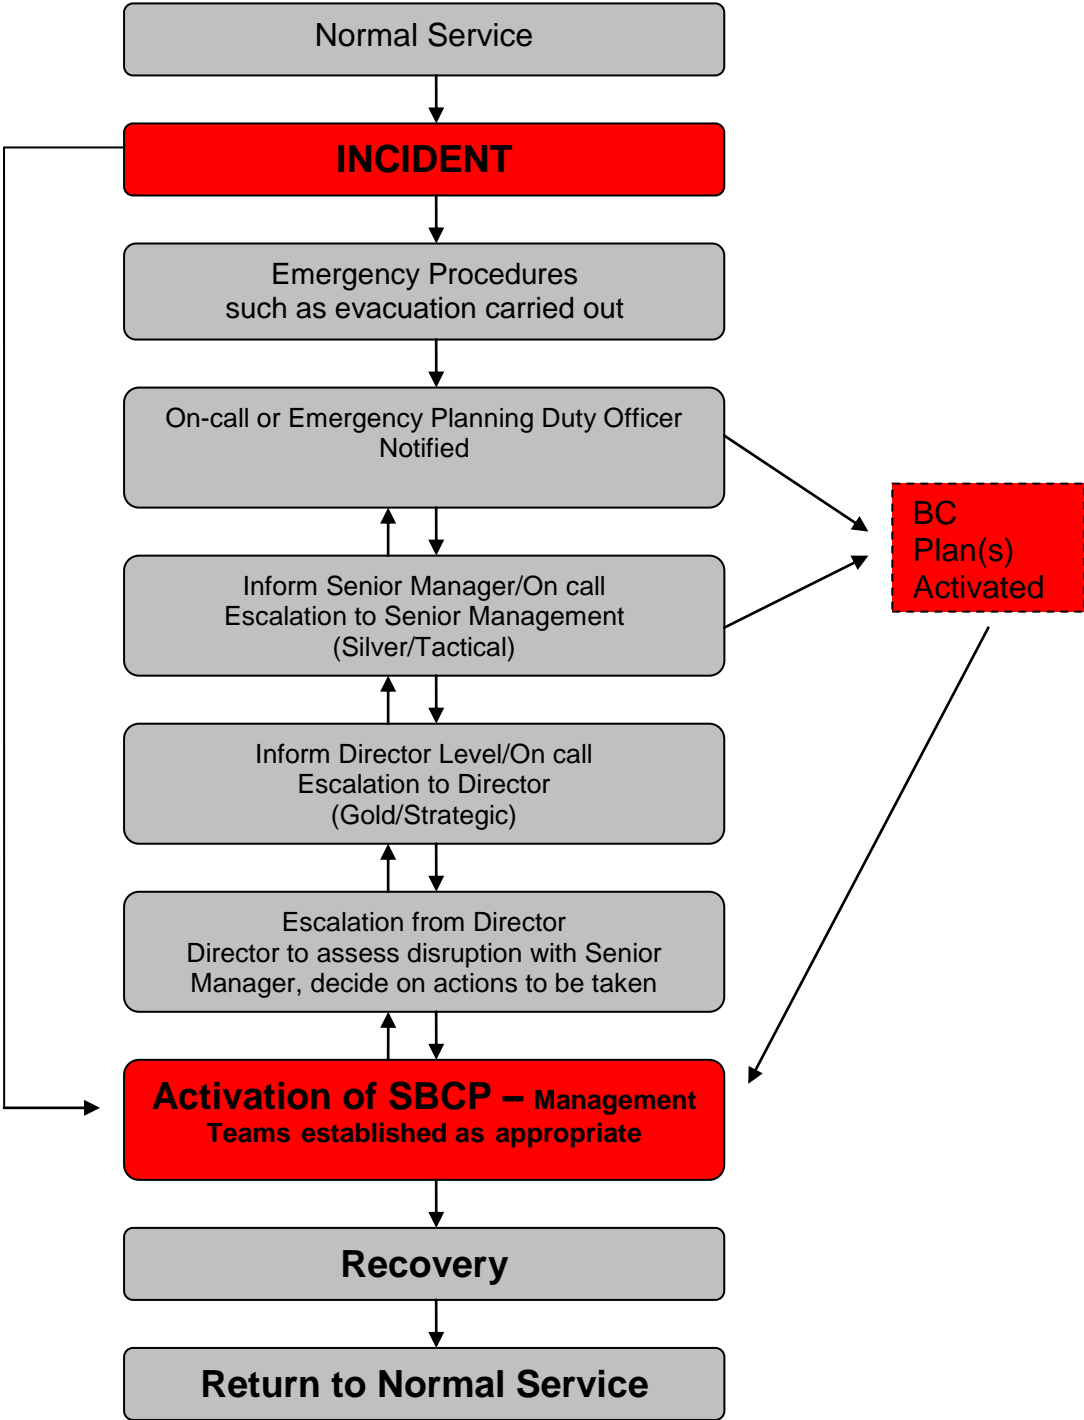 Normal Service
INCIDENT
Emergency Procedures
such as evacuation carried out
On-call or Emergency Planning Duty Officer
Notified
BC
Plan(s)
Activated
Inform Senior Manager/On call
Escalation to Senior Management
(Silver/Tactical)
Inform Director Level/On call
Escalation to Director
(Gold/Strategic)
Escalation from Director
Director to assess disruption with Senior
Manager, decide on actions to be taken
Activation of SBCP – Management
Teams established as appropriate
Recovery
Return to Normal Service